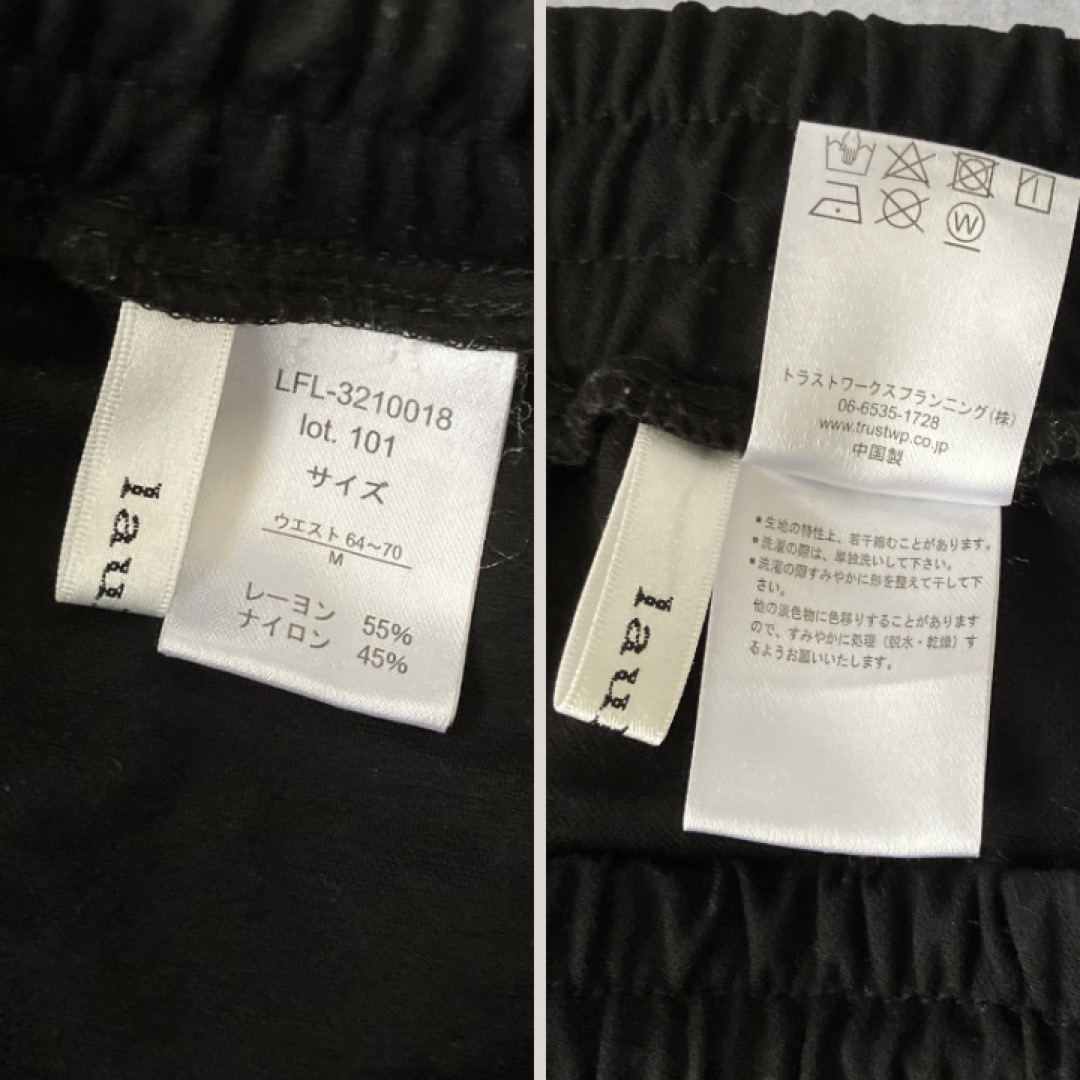 LFL-3210018
lot. 101
サイズ
ウエスト 64〜70
M
レーヨン 55%
ナイロン 45%
lau
W
トラストワークスプランニング(株)
06-6535-1728
www.trustwp.co.jp
中国製
lau
・生地の特性上、若干縮むことがあります。
・洗濯の際は、単独洗いして下さい。
・洗濯の際すみやかに形を整えて干して下
さい。
他の淡色物に色移りすることがあります
ので、すみやかに処理(脱水・乾燥)す
るようお願いいたします。